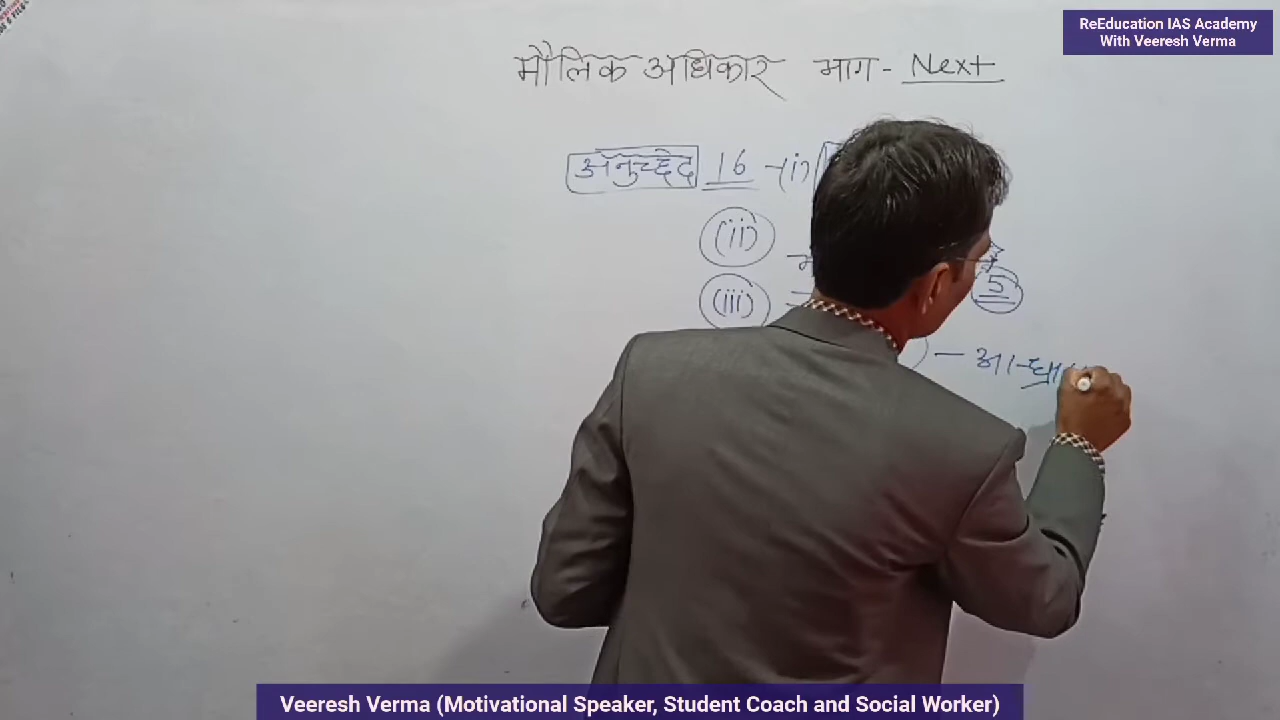 ReEducation IAS Academy
With Veeresh Verma
मौलिक अधिकार भाग - Next
अनुच्छेद 16 -(i)
(ii)
(iii)
5
Veeresh Verma (Motivational Speaker, Student Coach and Social Worker)